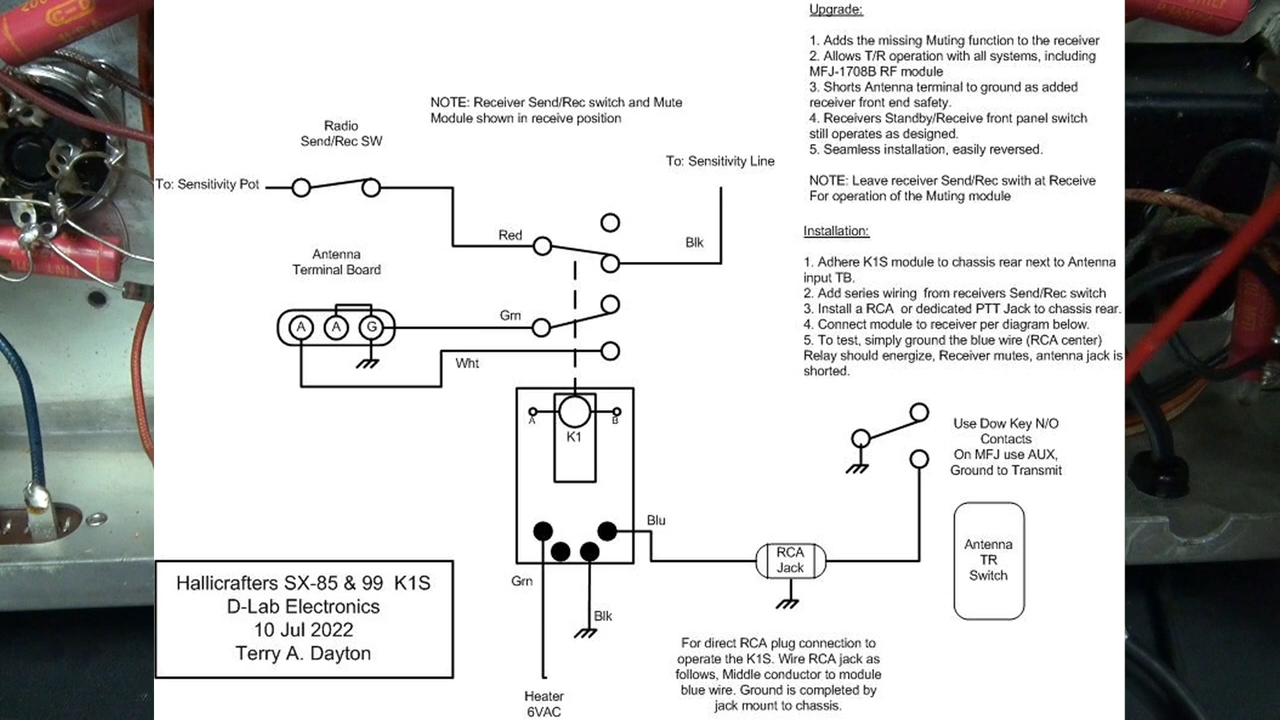 Upgrade:
1. Adds the missing Muting function to the receiver
2. Allows T/R operation with all systems, including
MFJ-1708B RF module
3. Shorts Antenna terminal to ground as added
receiver front end safety.
4. Receivers Standby/Receive front panel switch
still operates as designed.
5. Seamless installation, easily reversed.
NOTE: Leave receiver Send/Rec swith at Receive
For operation of the Muting module
Installation:
1. Adhere K1S module to chassis rear next to Antenna
input TB.
2. Add series wiring from receivers Send/Rec switch
3. Install a RCA or dedicated PTT Jack to chassis rear.
4. Connect module to receiver per diagram below.
5. To test, simply ground the blue wire (RCA center)
Relay should energize, Receiver mutes, antenna jack is
shorted.
NOTE: Receiver Send/Rec switch and Mute
Module shown in receive position
Radio
Send/Rec SW
To: Sensitivity Pot
To: Sensitivity Line
Red
Blk
Antenna
Terminal Board
A A G
Grn
Wht
A B
K1
Blu
Grn
Blk
Heater
6VAC
RCA
Jack
Use Dow Key N/O
Contacts
On MFJ use AUX,
Ground to Transmit
Antenna
TR
Switch
For direct RCA plug connection to
operate the K1S. Wire RCA jack as
follows, Middle conductor to module
blue wire. Ground is completed by
jack mount to chassis.
Hallicrafters SX-85 & 99 K1S
D-Lab Electronics
10 Jul 2022
Terry A. Dayton